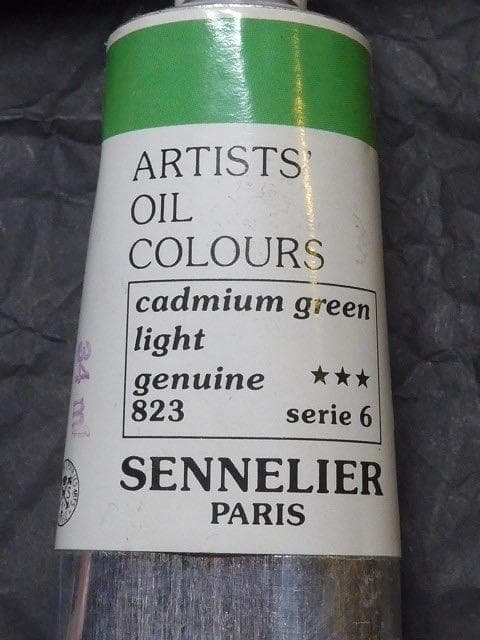 ARTISTS'
OIL
COLOURS
cadmium green
light
genuine ★★★
823 serie 6
SENNELIER
PARIS
34 ml